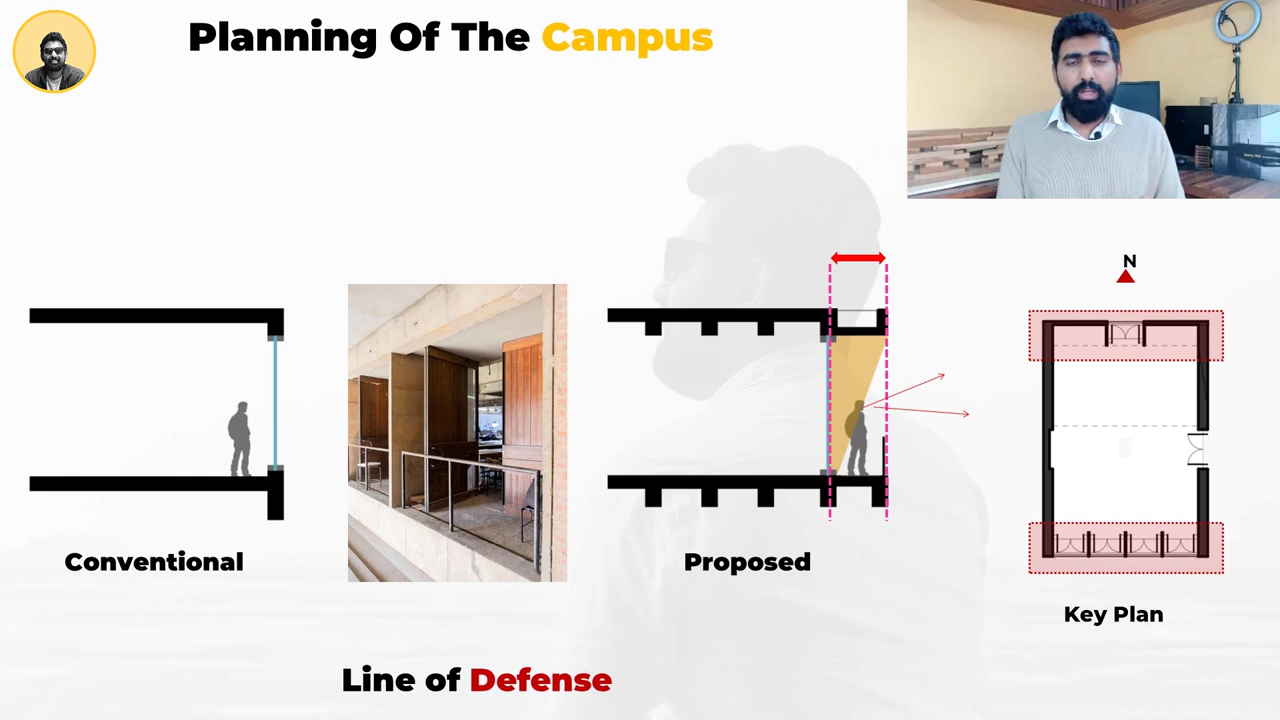 Planning Of The Campus
N
Conventional
Proposed
Key Plan
Line of Defense